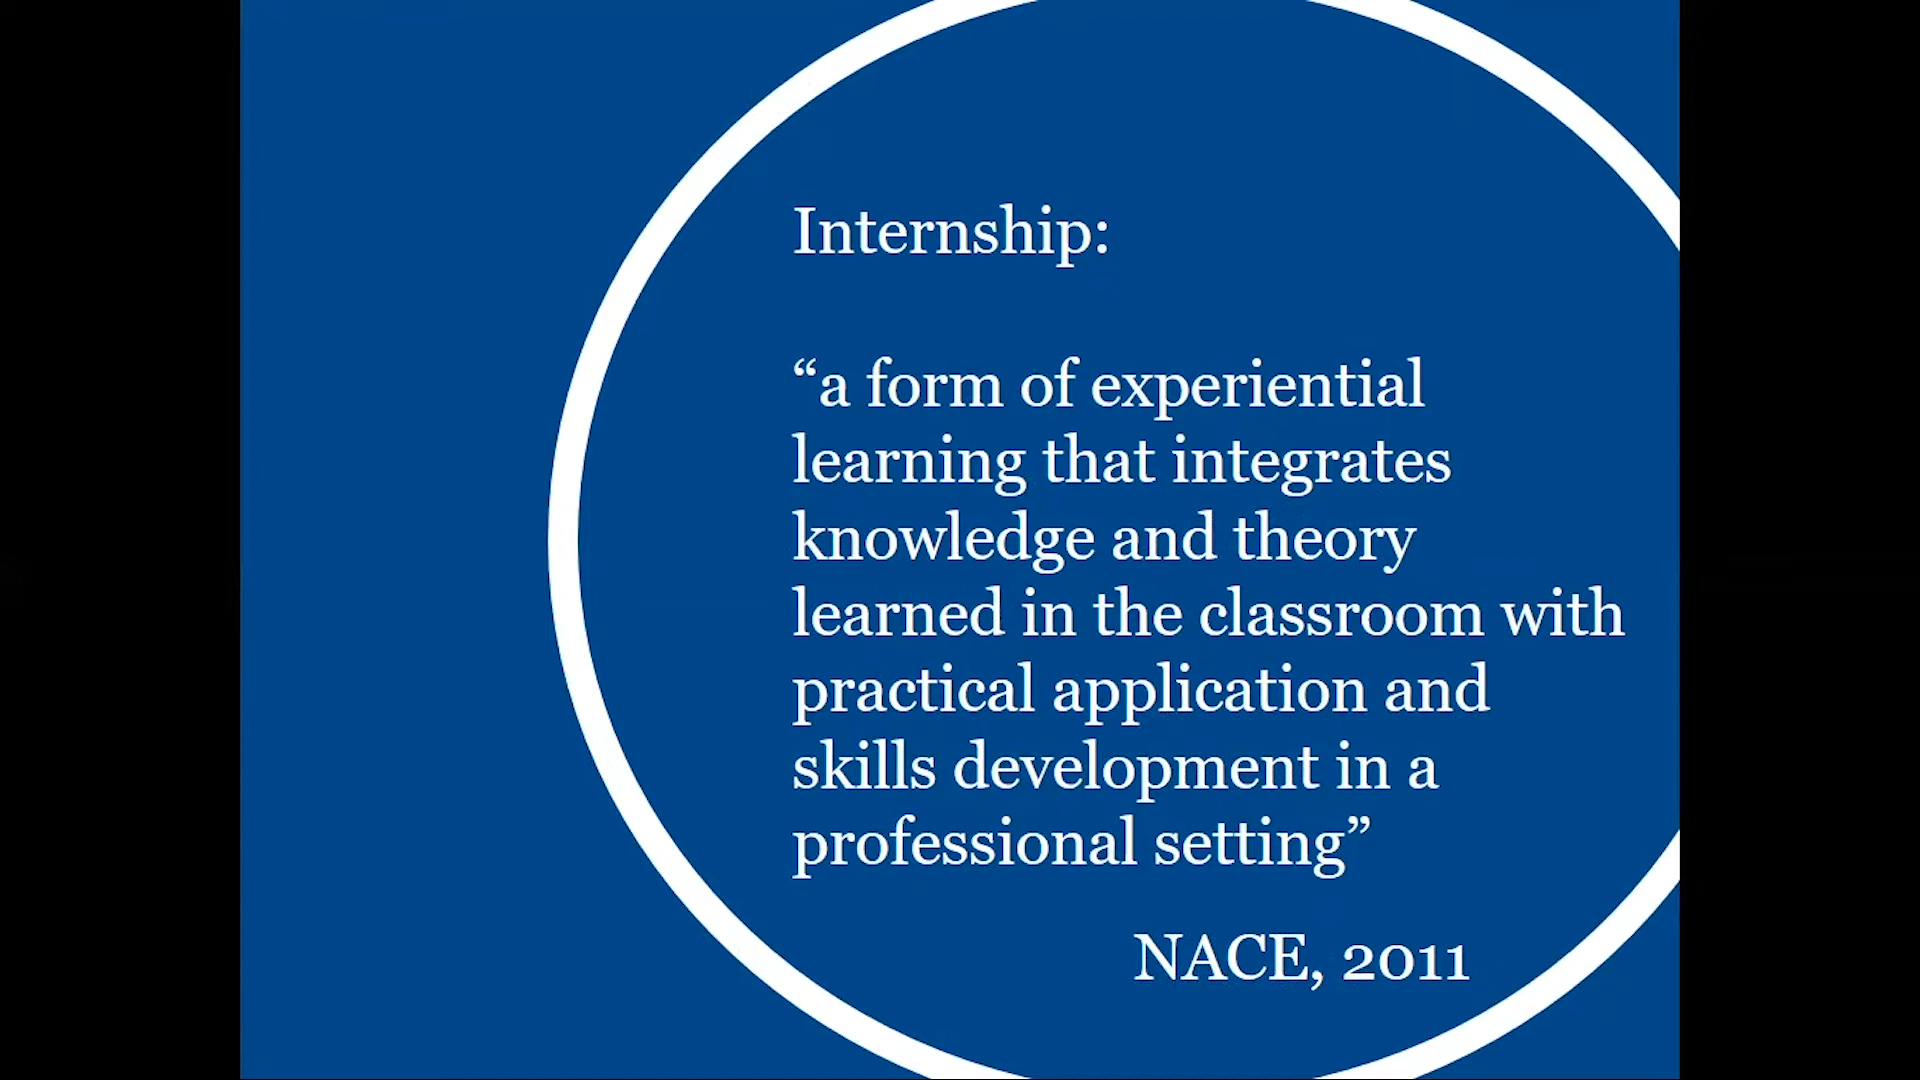 Internship:
“a form of experiential
learning that integrates
knowledge and theory
learned in the classroom with
practical application and
skills development in a
professional setting”
NACE, 2011